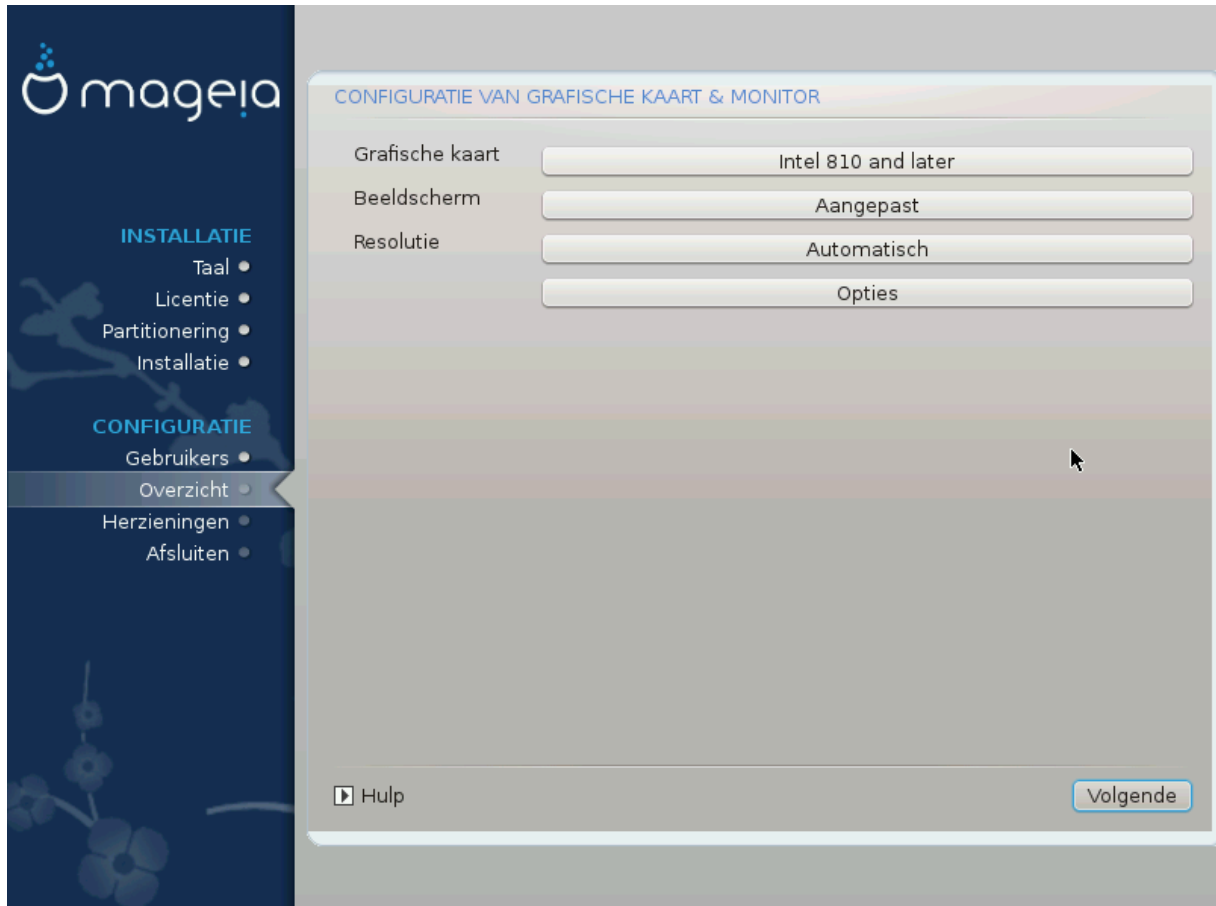 mageia
INSTALLATIE
Taal
Licentie
Partitionering
Installatie
CONFIGURATIE
Gebruikers
Overzicht
Herzieningen
Afsluiten
CONFIGURATIE VAN GRAFISCHE KAART & MONITOR
Grafische kaart Intel 810 and later
Beeldscherm Aangepast
Resolutie Automatisch
Opties
Hulp Volgende